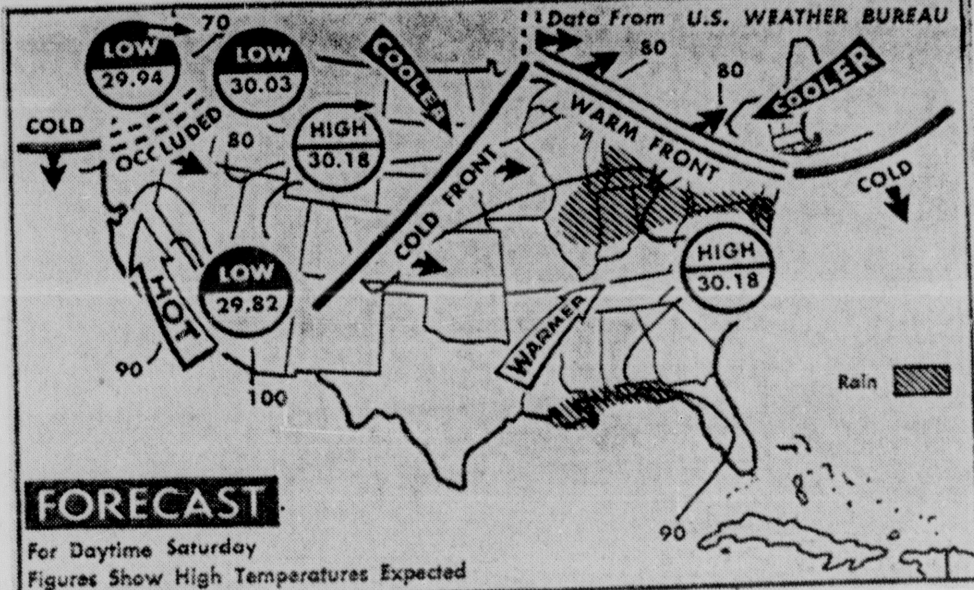 Data From U.S. WEATHER BUREAU
70
LOW
29.94
LOW
30.03
COOLER
80
80
COOLER
COLD
OCCLUDED
80
HIGH
30.18
WARM FRONT
COLD FRONT
COLD
HOT
LOW
29.82
HIGH
30.18
WARMER
90
100
Rain
90
FORECAST
For Daytime Saturday
Figures Show High Temperatures Expected